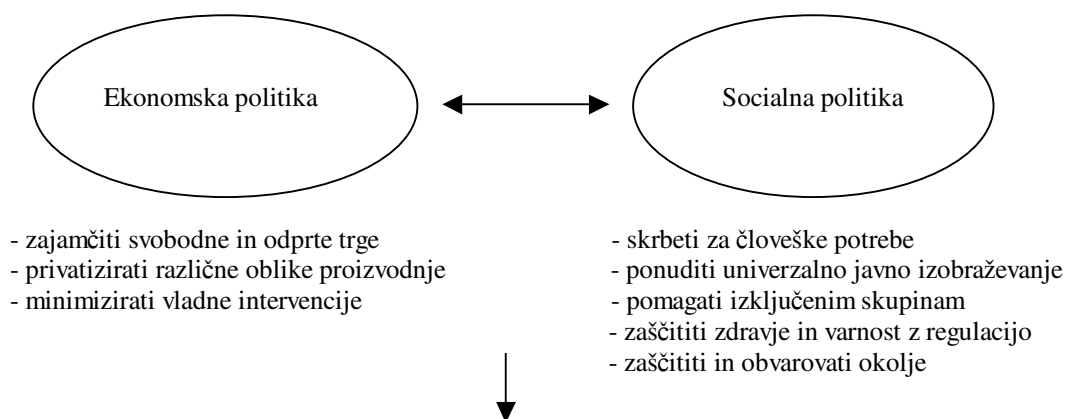 Ekonomska politika
Socialna politika
- zajamčiti svobodne in odprte trge
- privatizirati različne oblike proizvodnje
- minimizirati vladne intervencije
- skrbeti za človeške potrebe
- ponuditi univerzalno javno izobraževanje
- pomagati izključenim skupinam
- zaščititi zdravje in varnost z regulacijo
- zaščititi in obvarovati okolje